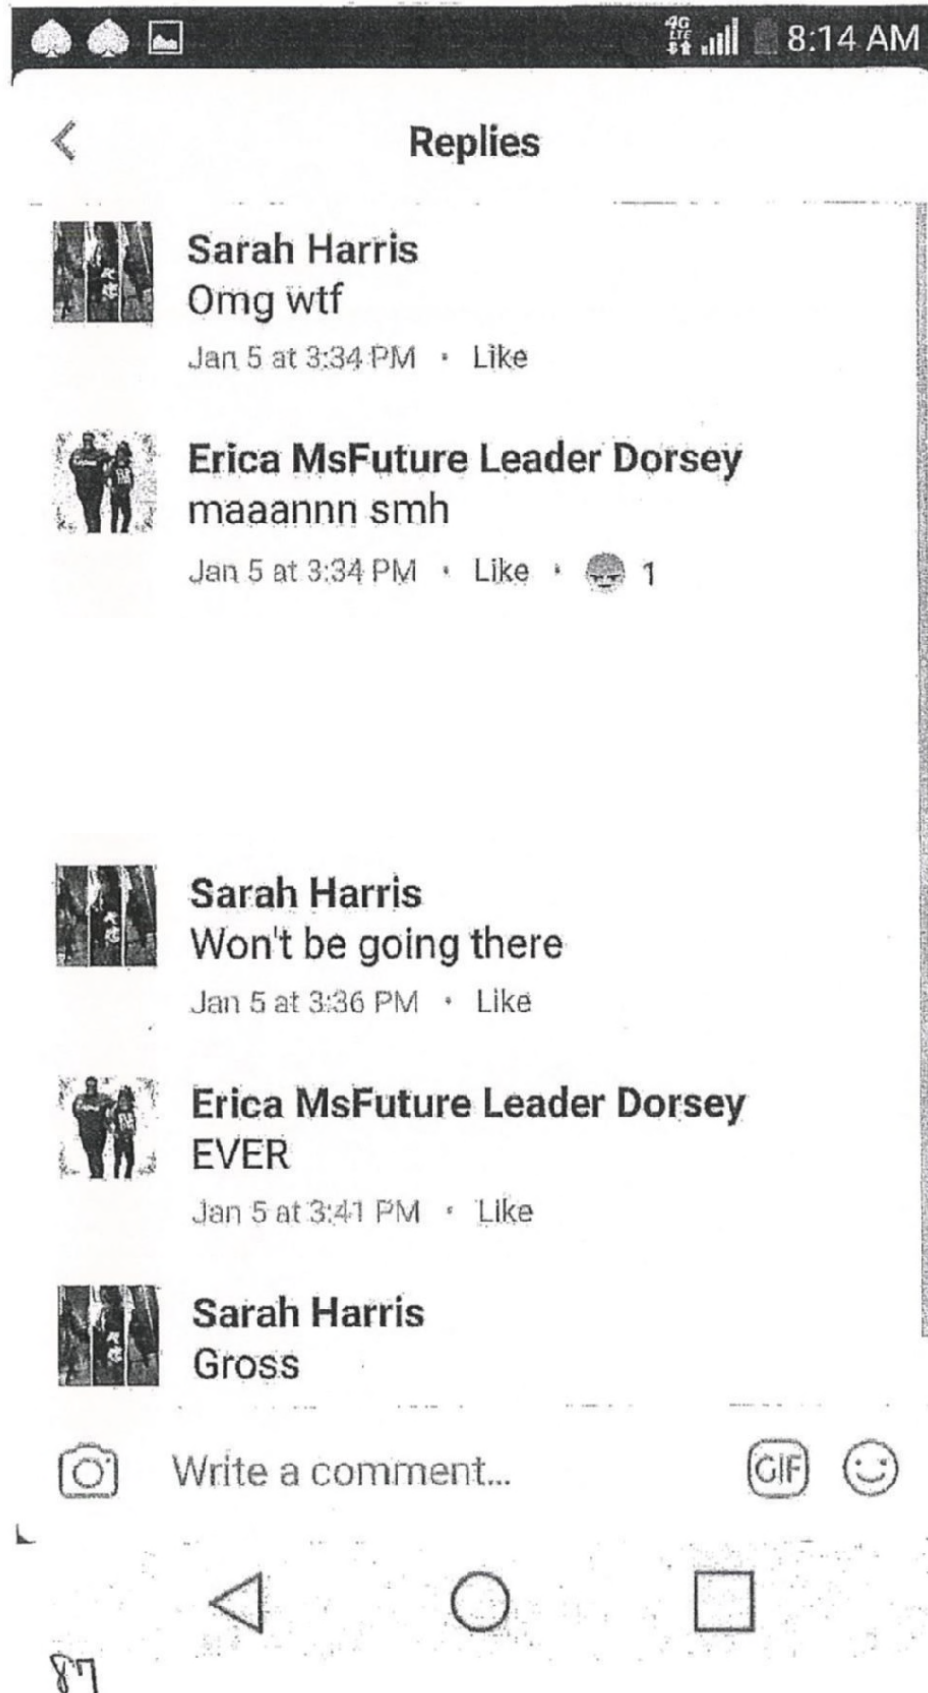 4G
LTE
8:14 AM
Replies
Sarah Harris
Omg wtf
Jan 5 at 3:34 PM · Like
Erica MsFuture Leader Dorsey
maaannn smh
Jan 5 at 3:34 PM · Like · 1
Sarah Harris
Won't be going there
Jan 5 at 3:36 PM · Like
Erica MsFuture Leader Dorsey
EVER
Jan 5 at 3:41 PM · Like
Sarah Harris
Gross
Write a comment...
GIF
87